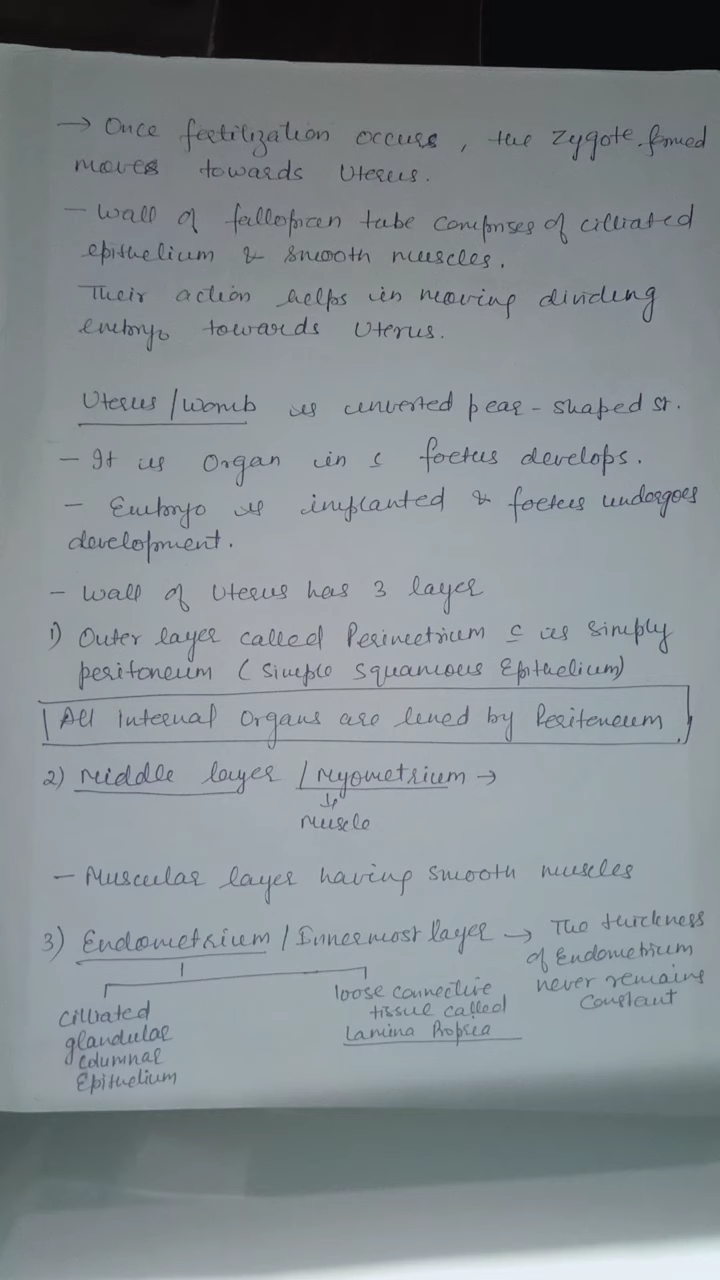 → Once fertilization occurs, the zygote formed
moves towards Uterus.
- Wall of fallopian tube comprises of cilliated
epithelium & smooth muscles.
Their action helps in moving dividing
embryo towards Uterus.
Uterus/womb is inverted pear-shaped st.
- It is organ in c̄ foetus develops.
- Embryo is implanted & foetus undergoes
development.
- Wall of Uterus has 3 layer
1) Outer layer called Perimetrium c̄ is simply
peritoneum (Simple Squamous Epithelium)
All internal organs are lined by Peritoneum.
2) Middle layer / Myometrium →
↓
Muscle
- Muscular layer having smooth muscles
3) Endometrium / Innermost layer → The thickness
of Endometrium
never remains
constant
cilliated
glandular
columnar
Epithelium
loose connective
tissue called
Lamina Propria